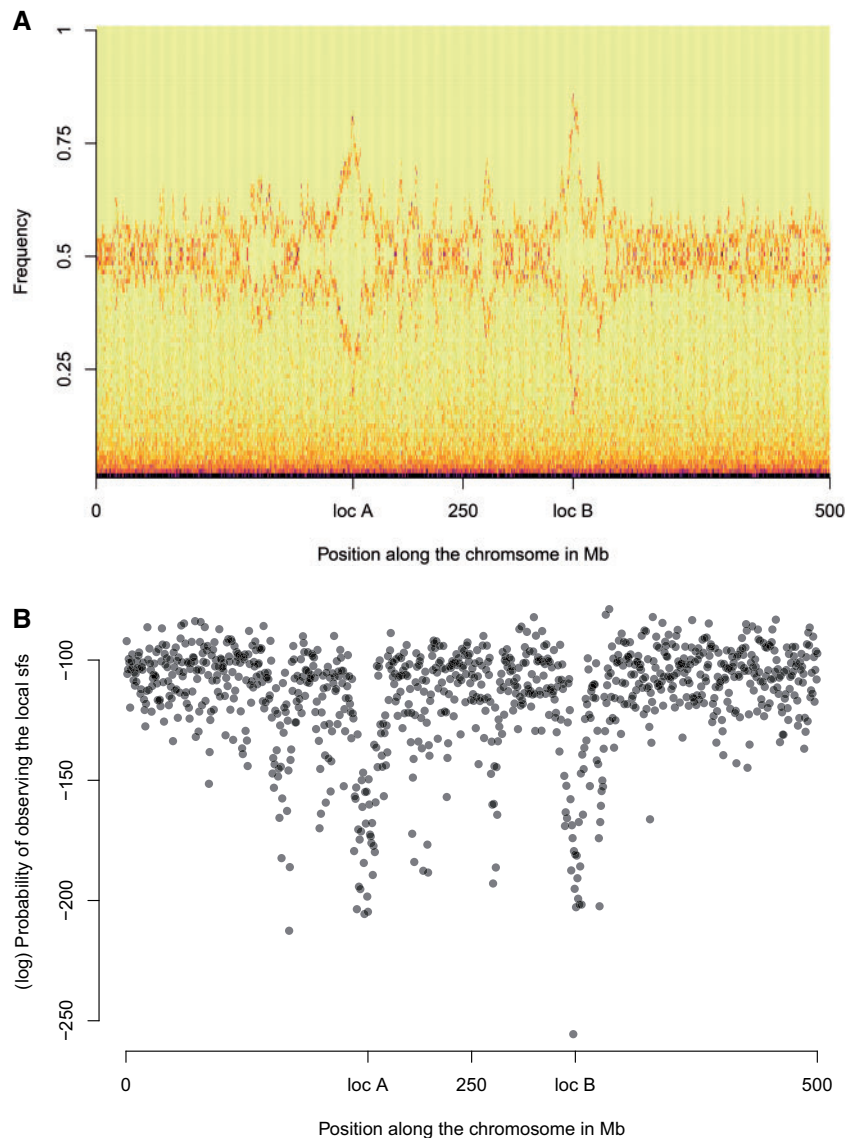 A
1
0.75
0.5
0.25
Frequency
0 loc A 250 loc B 500
Position along the chromsome in Mb
B
−100
−150
−200
−250
(log) Probability of observing the local sfs
0 loc A 250 loc B 500
Position along the chromosome in Mb